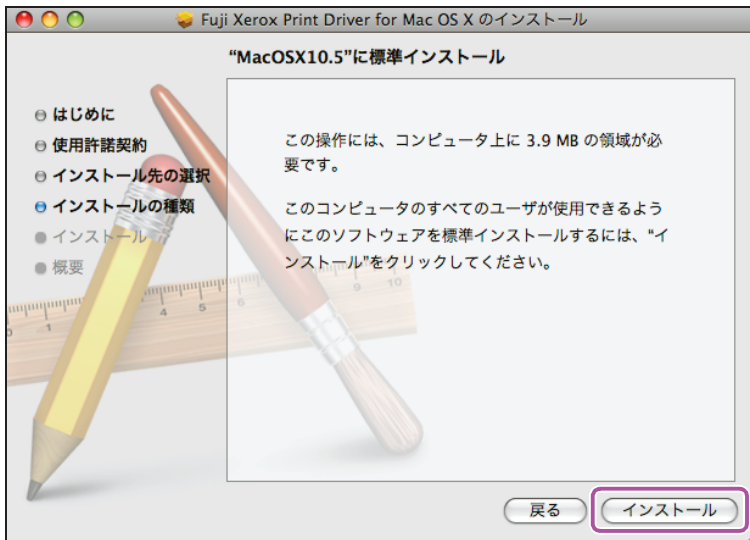 Fuji Xerox Print Driver for Mac OS X のインストール
“MacOSX10.5”に標準インストール
はじめに
使用許諾契約
インストール先の選択
インストールの種類
インストール
概要
この操作には、コンピュータ上に 3.9 MB の領域が必
要です。
このコンピュータのすべてのユーザが使用できるよう
にこのソフトウェアを標準インストールするには、“イ
ンストール”をクリックしてください。
1
4 5 6 9 10
戻る
インストール